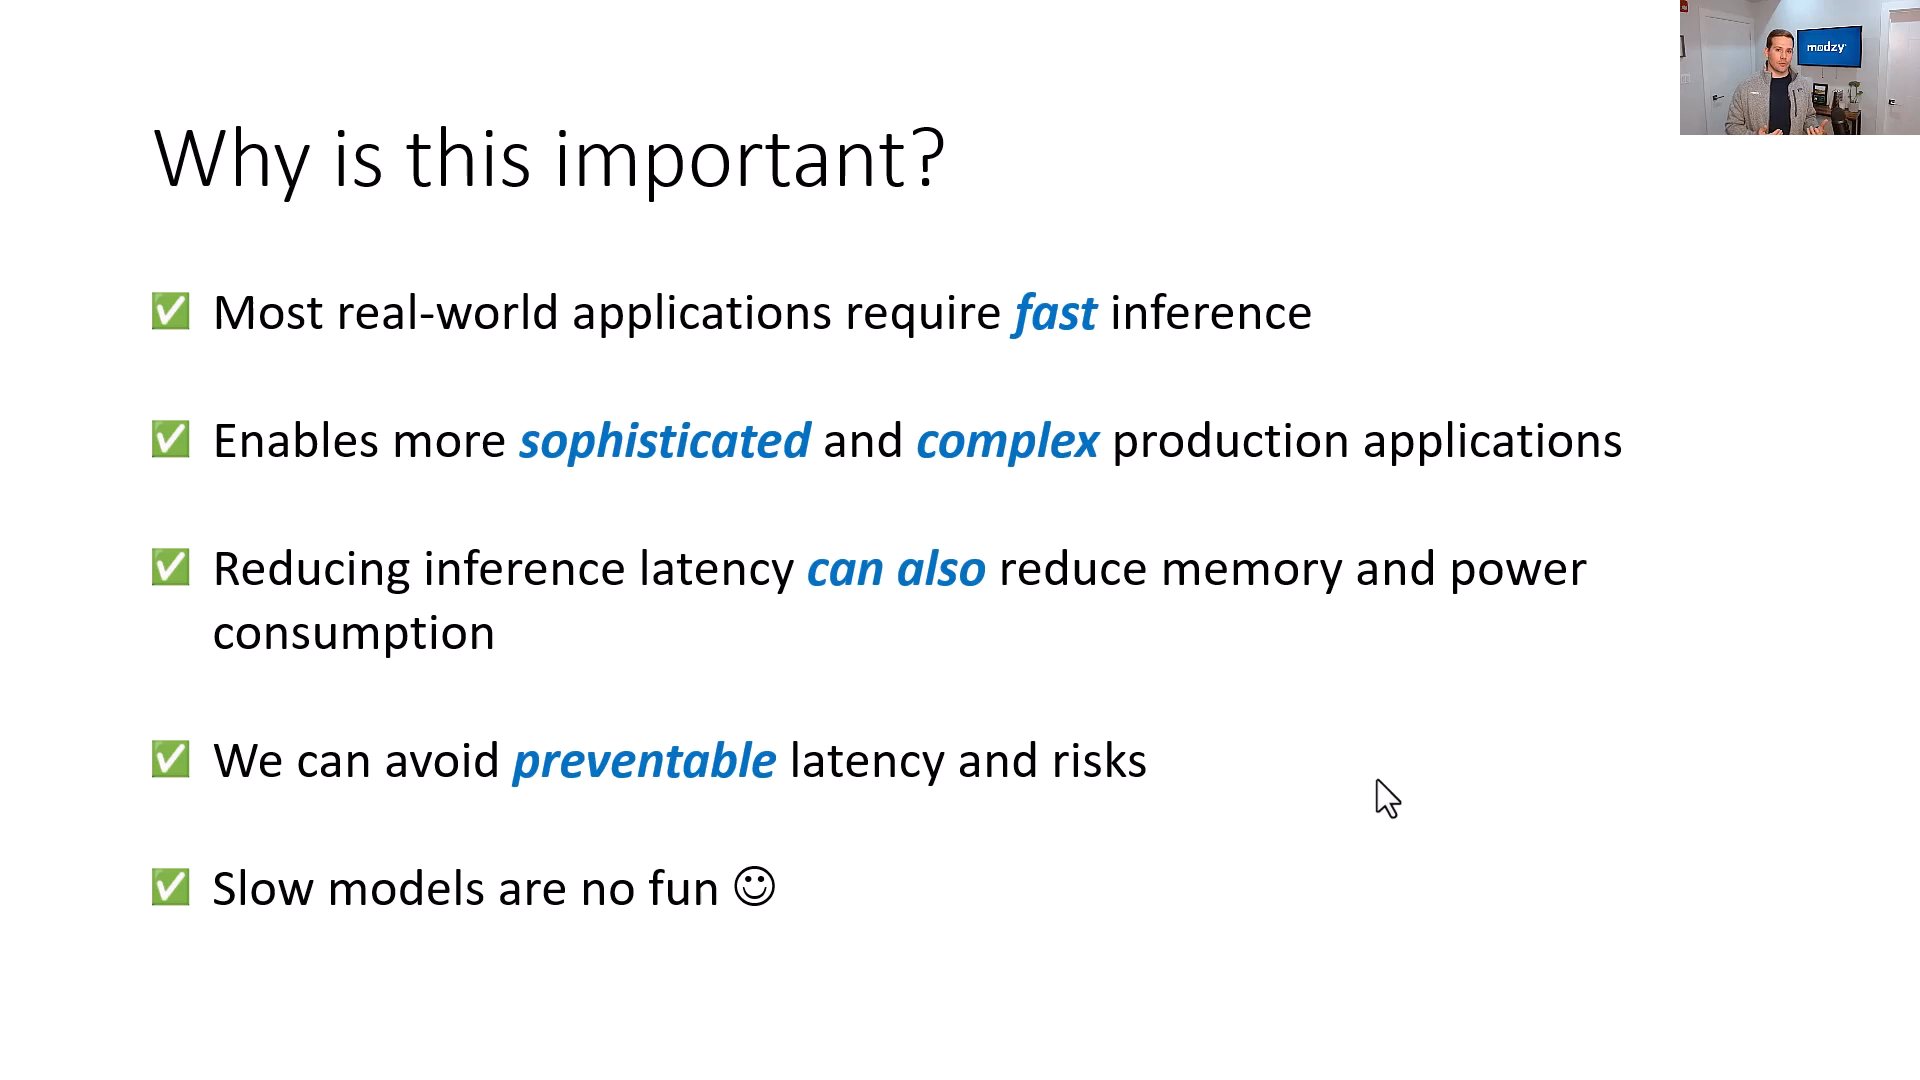 modzy
Why is this important?
✅ Most real-world applications require fast inference
✅ Enables more sophisticated and complex production applications
✅ Reducing inference latency can also reduce memory and power
consumption
✅ We can avoid preventable latency and risks
✅ Slow models are no fun ☺